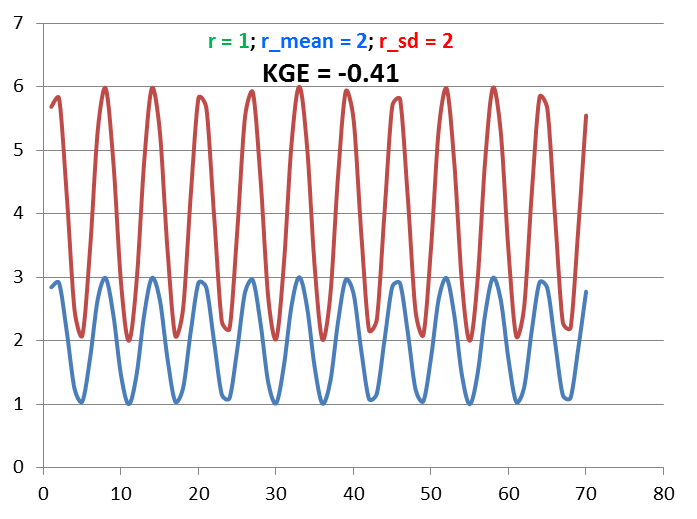 r = 1; r_mean = 2; r_sd = 2
KGE = -0.41
7
6
5
4
3
2
1
0
0 10 20 30 40 50 60 70 80